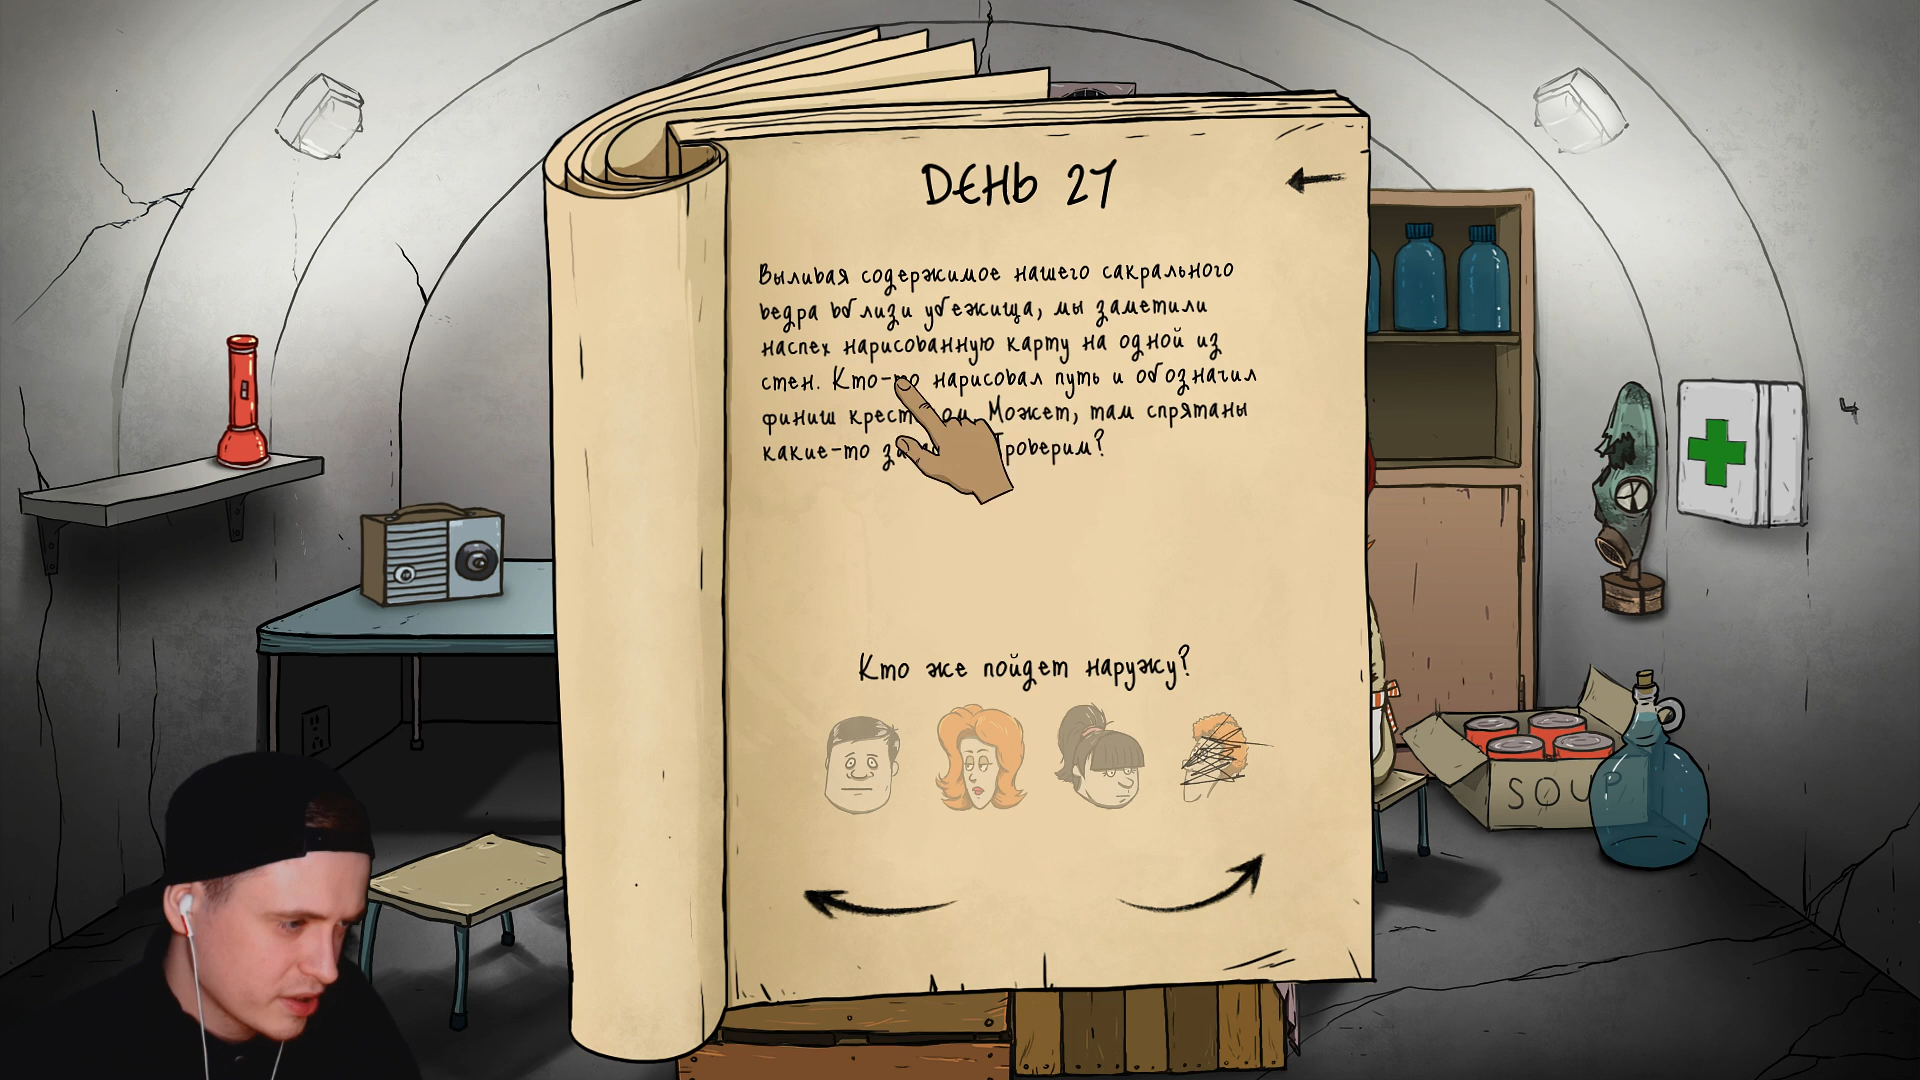 День 27
Выливая содержимое нашего сакрального
ведра вблизи убежища, мы заметили
наспех нарисованную карту на одной из
стен. Кто-то нарисовал путь и обозначил
финиш Может, там спрятаны
какие-то Проверим?
Кто же пойдет наружу?
SOU